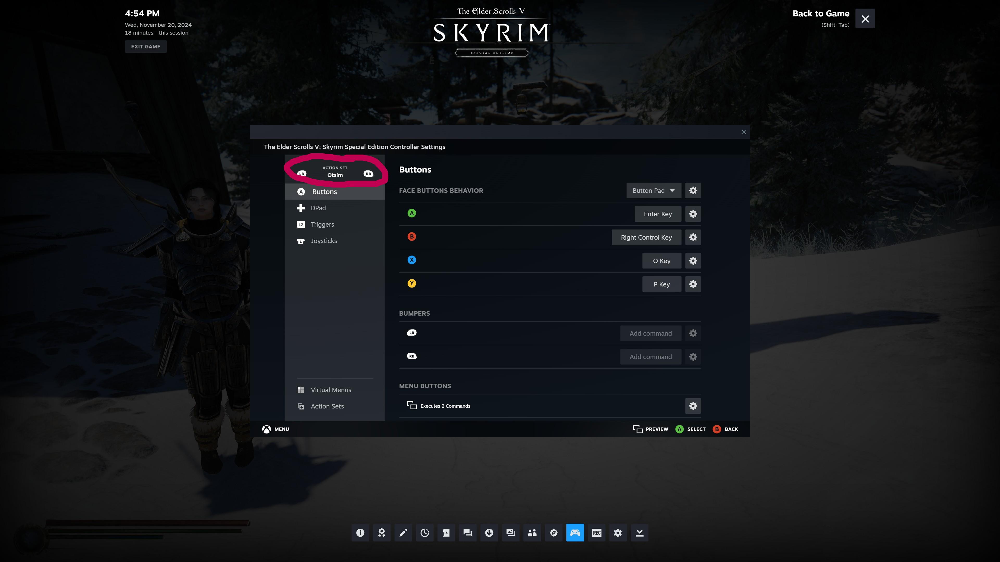 4:54 PM
Wed, November 20, 2024
18 minutes - this session
EXIT GAME
The Elder Scrolls V
SKYRIM
SPECIAL EDITION
Back to Game
(Shift+Tab)
E
The Elder Scrolls V: Skyrim Special Edition Controller Settings
ACTION SET
LB Otsim RB
A Buttons
DPad
L2 Triggers
L Joysticks
Virtual Menus
Action Sets
Buttons
FACE BUTTONS BEHAVIOR Button Pad
A Enter Key
B Right Control Key
X O Key
Y P Key
BUMPERS
LB Add command
RB Add command
MENU BUTTONS
Executes 2 Commands
MENU PREVIEW A SELECT B BACK
REC